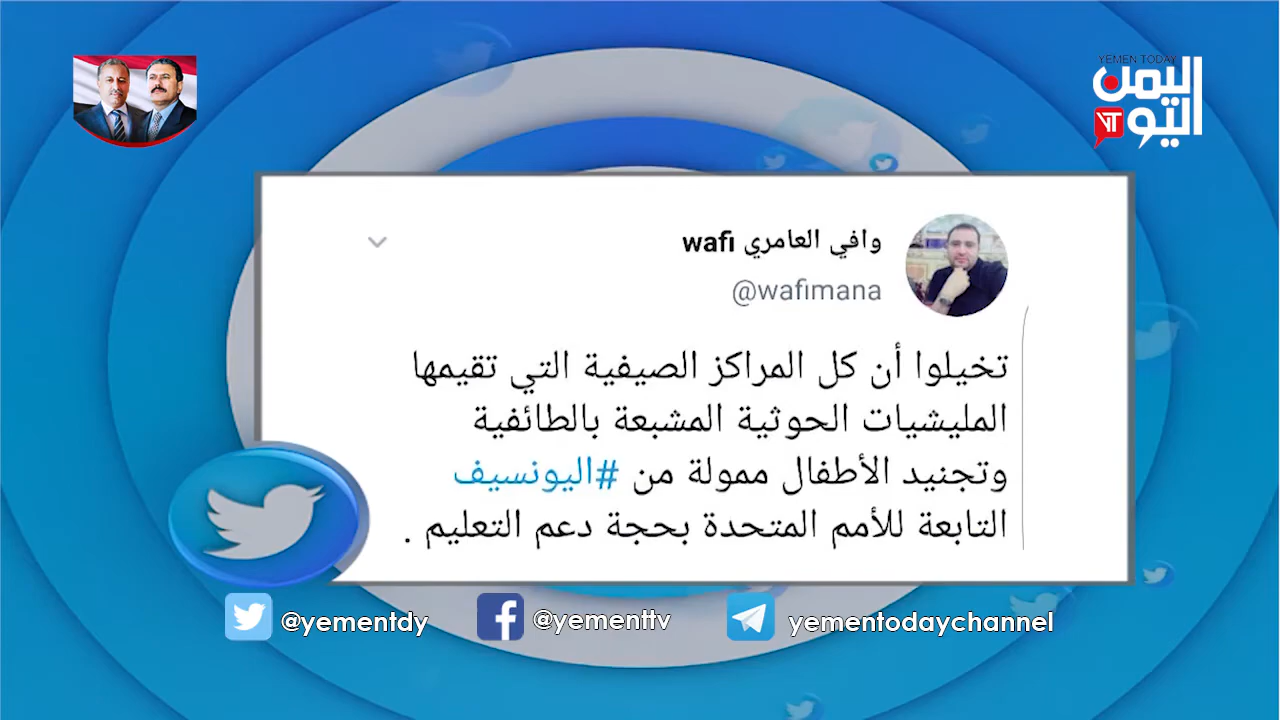 YEMEN TODAY
اليمن
اليوم
وافي العامري wafi
@wafimana
تخيلوا أن كل المراكز الصيفية التي تقيمها
المليشيات الحوثية المشبعة بالطائفية
وتجنيد الأطفال ممولة من #اليونسيف
التابعة للأمم المتحدة بحجة دعم التعليم .
@yementdy
@yementtv
yementodaychannel